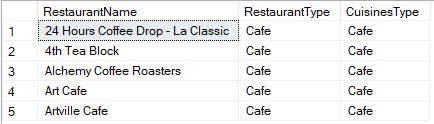 RestaurantName RestaurantType CuisinesType
1 24 Hours Coffee Drop - La Classic Cafe Cafe
2 4th Tea Block Cafe Cafe
3 Alchemy Coffee Roasters Cafe Cafe
4 Art Cafe Cafe Cafe
5 Artville Cafe Cafe Cafe